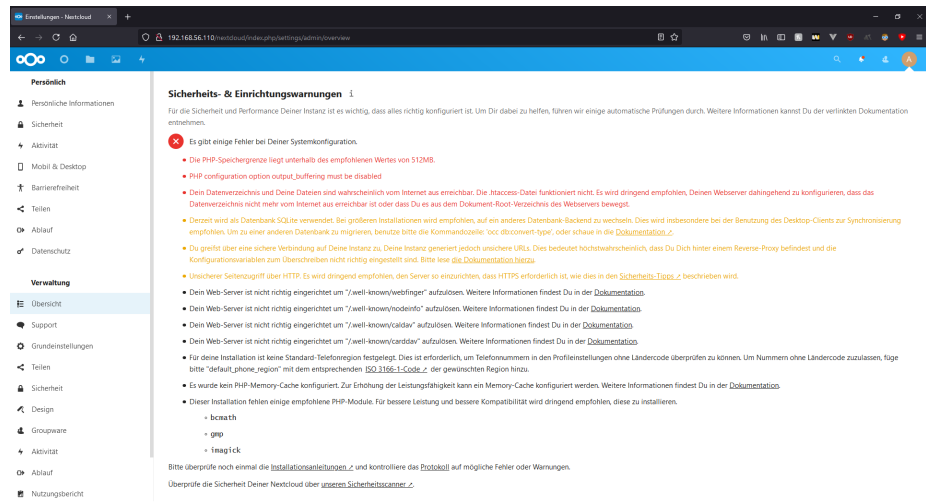 Einstellungen - Nextcloud
192.168.56.110/nextcloud/index.php/settings/admin/overview
A
Persönlich
Persönliche Informationen
Sicherheit
Aktivität
Mobil & Desktop
Barrierefreiheit
Teilen
Ablauf
Datenschutz
Verwaltung
Übersicht
Support
Grundeinstellungen
Teilen
Sicherheit
Design
Groupware
Aktivität
Ablauf
Nutzungsbericht
Sicherheits- & Einrichtungswarnungen i
Für die Sicherheit und Performance Deiner Instanz ist es wichtig, dass alles richtig konfiguriert ist. Um Dir dabei zu helfen, führen wir einige automatische Prüfungen durch. Weitere Informationen kannst Du der verlinkten Dokumentation
entnehmen.
Es gibt einige Fehler bei Deiner Systemkonfiguration.
Die PHP-Speichergrenze liegt unterhalb des empfohlenen Wertes von 512MB.
PHP configuration option output_buffering must be disabled
Dein Datenverzeichnis und Deine Dateien sind wahrscheinlich vom Internet aus erreichbar. Die .htaccess-Datei funktioniert nicht. Es wird dringend empfohlen, Deinen Webserver dahingehend zu konfigurieren, dass das
Datenverzeichnis nicht mehr vom Internet aus erreichbar ist oder dass Du es aus dem Dokument-Root-Verzeichnis des Webservers bewegst.
Derzeit wird als Datenbank SQLite verwendet. Bei größeren Installationen wird empfohlen, auf ein anderes Datenbank-Backend zu wechseln. Dies wird insbesondere bei der Benutzung des Desktop-Clients zur Synchronisierung
empfohlen. Um zu einer anderen Datenbank zu migrieren, benutze bitte die Kommandozeile: 'occ db:convert-type', oder schaue in die Dokumentation ↗.
Du greifst über eine sichere Verbindung auf Deine Instanz zu, Deine Instanz generiert jedoch unsichere URLs. Dies bedeutet höchstwahrscheinlich, dass Du Dich hinter einem Reverse-Proxy befindest und die
Konfigurationsvariablen zum Überschreiben nicht richtig eingestellt sind. Bitte lese die Dokumentation hierzu.
Unsicherer Seitenzugriff über HTTP. Es wird dringend empfohlen, den Server so einzurichten, dass HTTPS erforderlich ist, wie dies in den Sicherheits-Tipps ↗ beschrieben wird.
Dein Web-Server ist nicht richtig eingerichtet um "/.well-known/webfinger" aufzulösen. Weitere Informationen findest Du in der Dokumentation.
Dein Web-Server ist nicht richtig eingerichtet um "/.well-known/nodeinfo" aufzulösen. Weitere Informationen findest Du in der Dokumentation.
Dein Web-Server ist nicht richtig eingerichtet um "/.well-known/caldav" aufzulösen. Weitere Informationen findest Du in der Dokumentation.
Dein Web-Server ist nicht richtig eingerichtet um "/.well-known/carddav" aufzulösen. Weitere Informationen findest Du in der Dokumentation.
Für deine Installation ist keine Standard-Telefonregion festgelegt. Dies ist erforderlich, um Telefonnummern in den Profileinstellungen ohne Ländercode überprüfen zu können. Um Nummern ohne Ländercode zuzulassen, füge
bitte "default_phone_region" mit dem entsprechenden ISO 3166-1-Code ↗ der gewünschten Region hinzu.
Es wurde kein PHP-Memory-Cache konfiguriert. Zur Erhöhung der Leistungsfähigkeit kann ein Memory-Cache konfiguriert werden. Weitere Informationen findest Du in der Dokumentation.
Dieser Installation fehlen einige empfohlene PHP-Module. Für bessere Leistung und bessere Kompatibilität wird dringend empfohlen, diese zu installieren.
bcmath
gmp
imagick
Bitte überprüfe noch einmal die Installationsanleitungen ↗ und kontrolliere das Protokoll auf mögliche Fehler oder Warnungen.
Überprüfe die Sicherheit Deiner Nextcloud über unseren Sicherheitsscanner ↗.